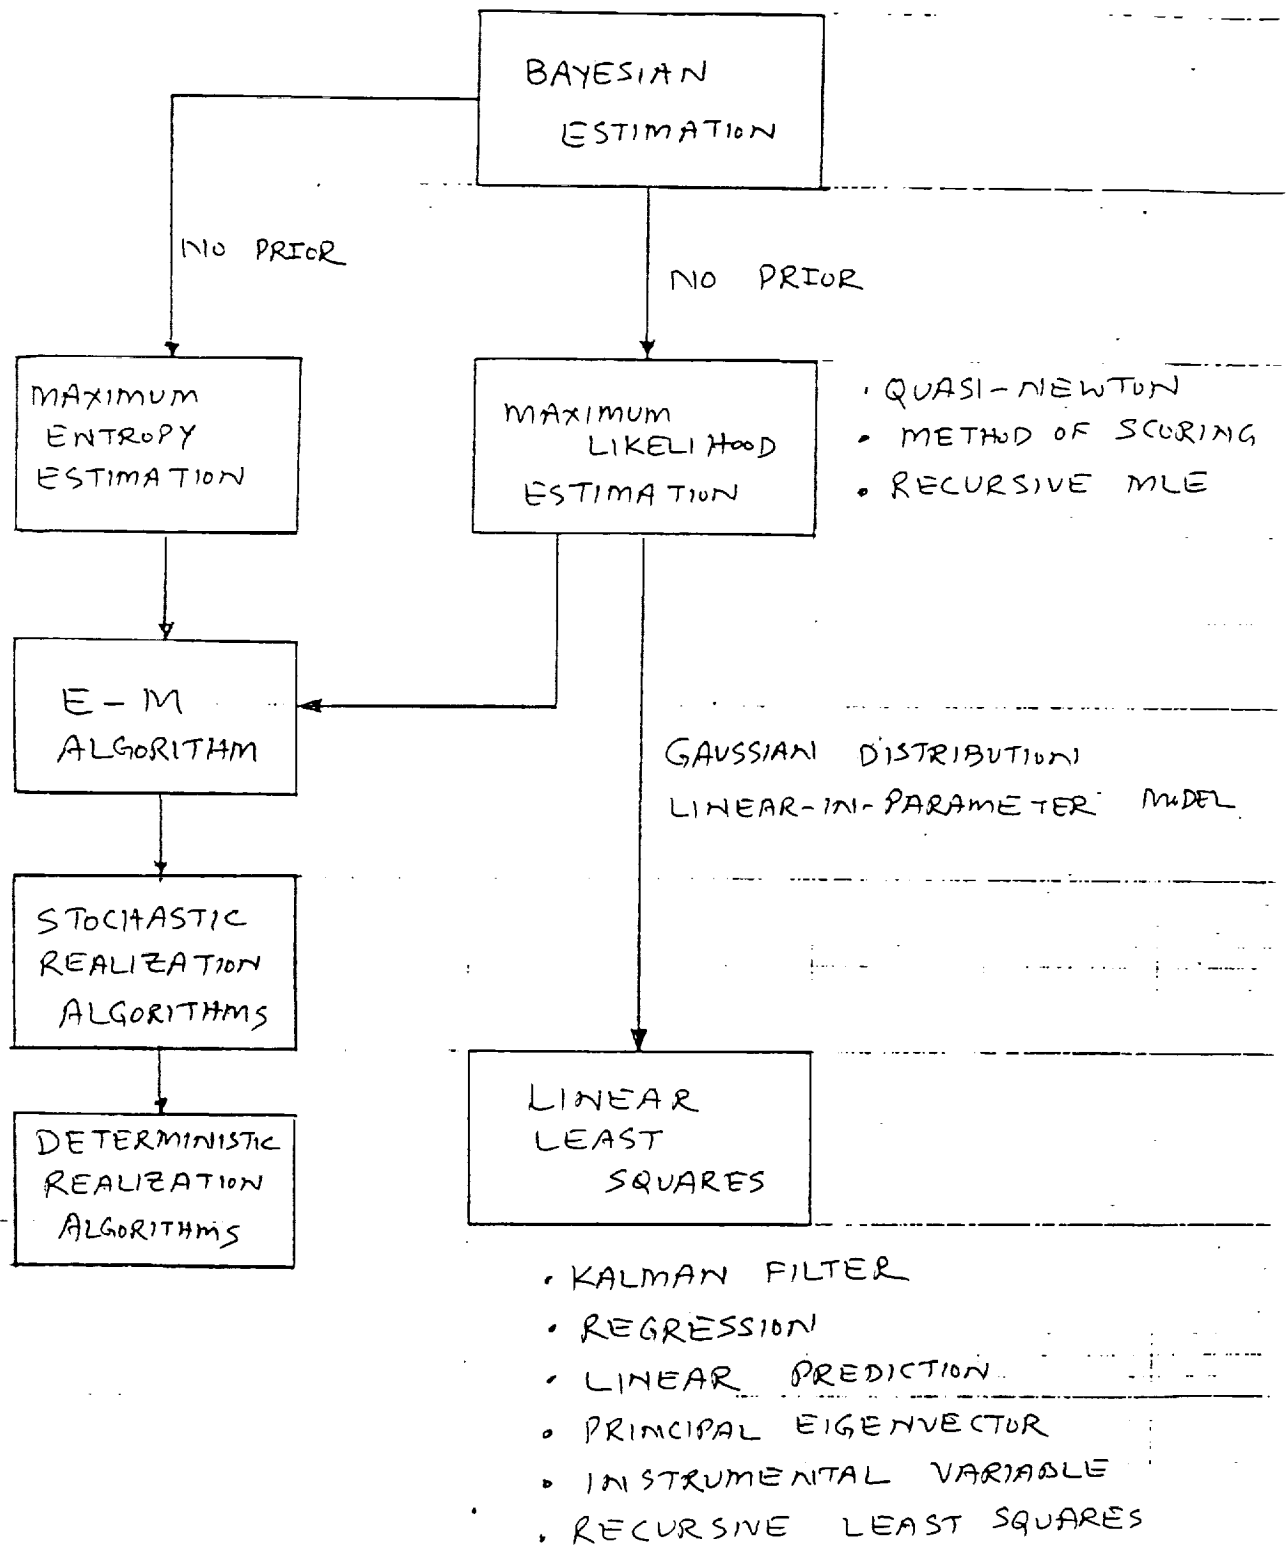 BAYESIAN
ESTIMATION
NO PRIOR
NO PRIOR
MAXIMUM
ENTROPY
ESTIMATION
MAXIMUM
LIKELIHOOD
ESTIMATION
• QUASI-NEWTON
• METHOD OF SCORING
• RECURSIVE MLE
E-M
ALGORITHM
GAUSSIAN DISTRIBUTION
LINEAR-IN-PARAMETER MODEL
STOCHASTIC
REALIZATION
ALGORITHMS
DETERMINISTIC
REALIZATION
ALGORITHMS
LINEAR
LEAST
SQUARES
• KALMAN FILTER
• REGRESSION
• LINEAR PREDICTION
• PRINCIPAL EIGENVECTOR
• INSTRUMENTAL VARIABLE
• RECURSIVE LEAST SQUARES